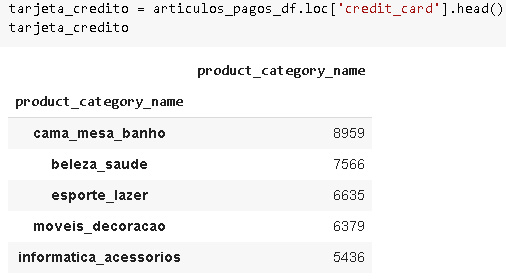 tarjeta_credito = articulos_pagos_df.loc['credit_card'].head()
tarjeta_credito
product_category_name
product_category_name
cama_mesa_banho 8959
beleza_saude 7566
esporte_lazer 6635
moveis_decoracao 6379
informatica_acessorios 5436